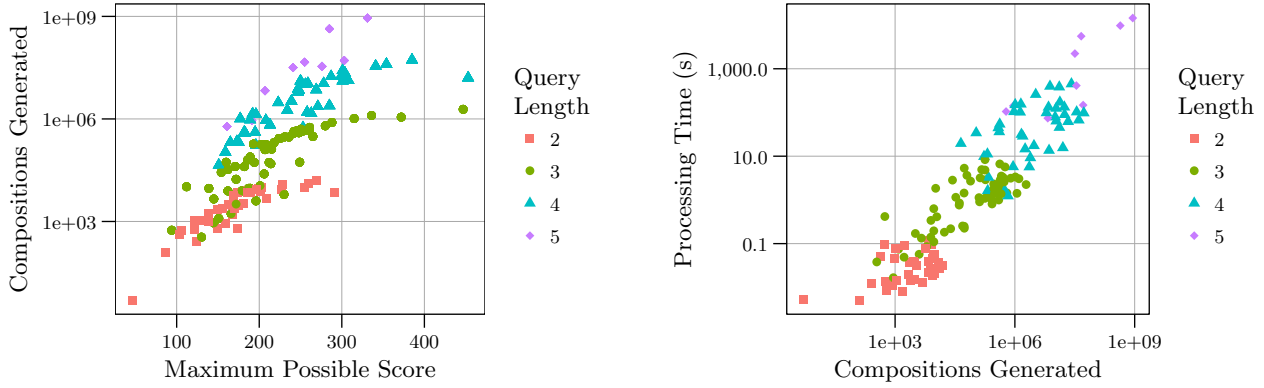 Compositions Generated
1e+09
1e+06
1e+03
100
200
300
400
Maximum Possible Score
Query
Length
2
3
4
5
Processing Time (s)
1,000.0
10.0
0.1
1e+03
1e+06
1e+09
Compositions Generated
Query
Length
2
3
4
5